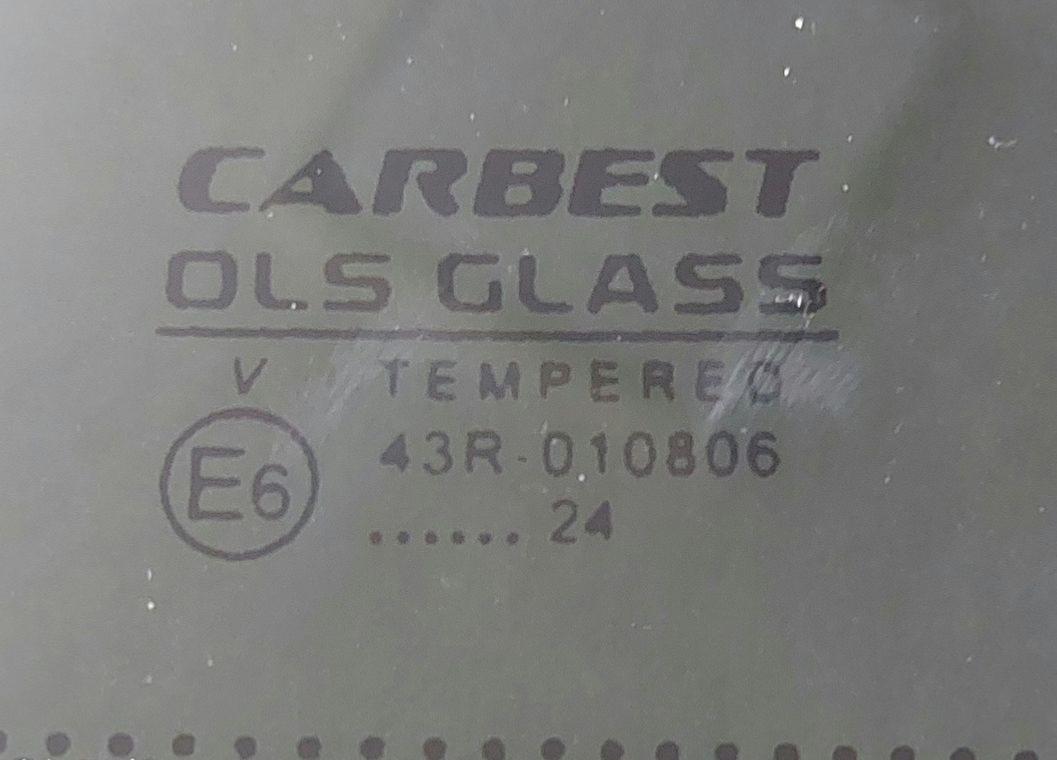 CARBEST
OLS GLASS
V TEMPERED
E6 43R-010806
...... 24